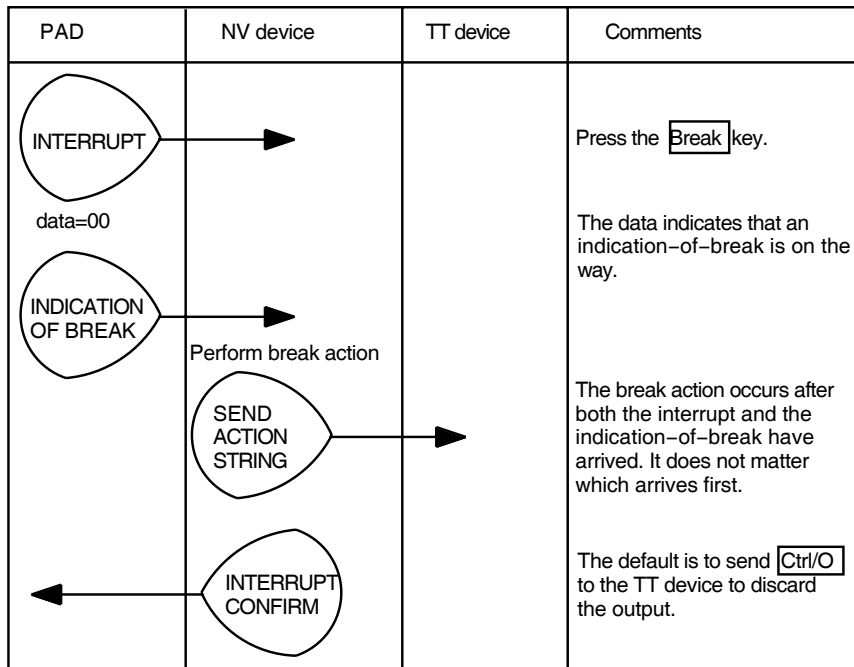 PAD NV device TT device Comments
INTERRUPT
Press the Break key.
data=00
The data indicates that an
indication−of−break is on the
way.
INDICATION
OF BREAK
Perform break action
SEND
ACTION
STRING
The break action occurs after
both the interrupt and the
indication−of−break have
arrived. It does not matter
which arrives first.
INTERRUPT
CONFIRM
The default is to send Ctrl/O
to the TT device to discard
the output.